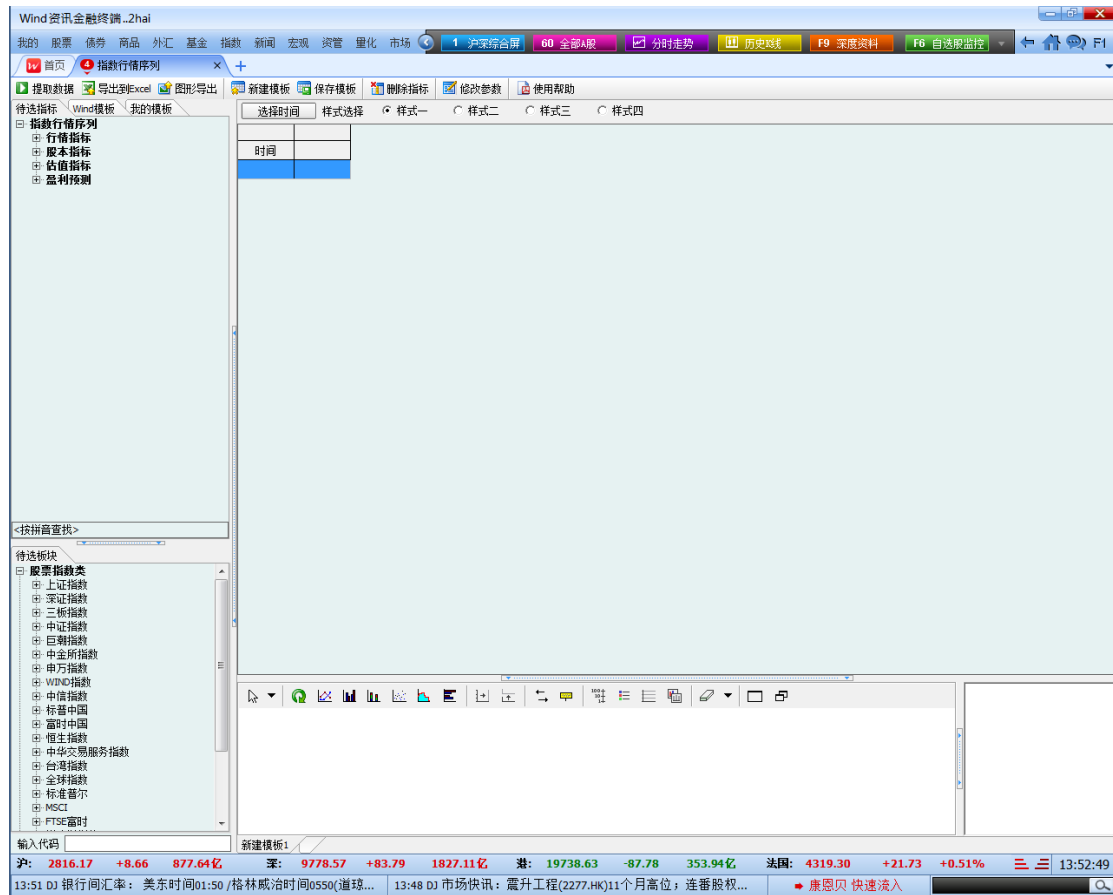 Wind资讯金融终端..2hai
我的 股票 债券 商品 外汇 基金 指数 新闻 宏观 资管 量化 市场 1 沪深综合屏 60 全部A股 分时走势 历史K线 F9 深度资料 F6 自选股监控 F1
首页 4 指数行情序列 × +
提取数据 导出到Excel 图形导出 新建模板 保存模板 删除指标 修改参数 使用帮助
待选指标 Wind模板 我的模板 选择时间 样式选择 样式一 样式二 样式三 样式四
指数行情序列
行情指标
股本指标
估值指标
盈利预测
时间
<按拼音查找>
待选板块
股票指数类
上证指数
深证指数
三板指数
中证指数
巨潮指数
中金所指数
申万指数
WIND指数
中信指数
标普中国
富时中国
恒生指数
中华交易服务指数
台湾指数
全球指数
标准普尔
MSCI
FTSE富时
输入代码 新建模板1
沪: 2816.17 +8.66 877.64亿 深: 9778.57 +83.79 1827.11亿 港: 19738.63 -87.78 353.94亿 法国: 4319.30 +21.73 +0.51% 13:52:49
13:51 DJ 银行间汇率: 美东时间01:50 /格林威治时间0550(道琼... 13:48 DJ 市场快讯:震升工程(2277.HK)11个月高位;连番股权... 康恩贝 快速流入